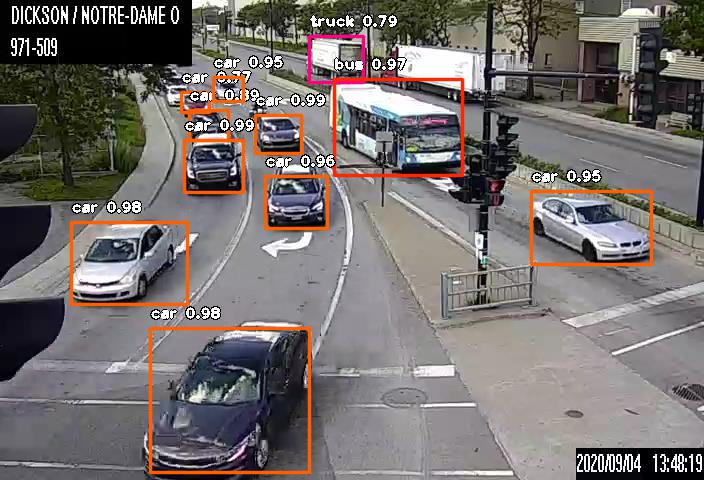 DICKSON / NOTRE-DAME O
971-509
truck 0.79
car 0.95
bus 0.97
car 0.99
car 0.99
car 0.96
car 0.95
car 0.98
car 0.98
2020/09/04 13:48:19